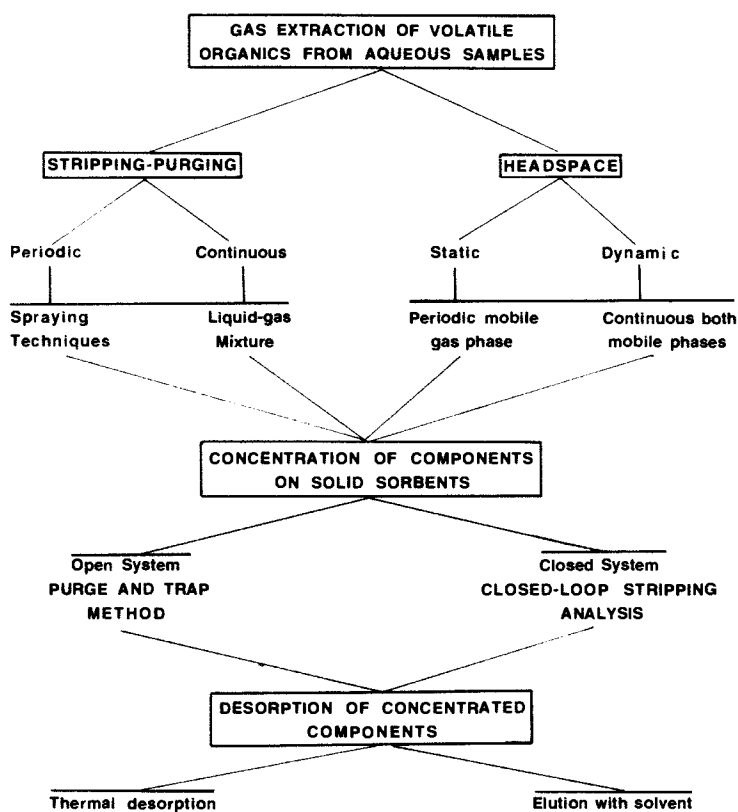 GAS EXTRACTION OF VOLATILE
ORGANICS FROM AQUEOUS SAMPLES
STRIPPING-PURGING
HEADSPACE
Periodic
Continuous
Static
Dynamic
Spraying
Techniques
Liquid-gas
Mixture
Periodic mobile
gas phase
Continuous both
mobile phases
CONCENTRATION OF COMPONENTS
ON SOLID SORBENTS
Open System
PURGE AND TRAP
METHOD
Closed System
CLOSED-LOOP STRIPPING
ANALYSIS
DESORPTION OF CONCENTRATED
COMPONENTS
Thermal desorption
Elution with solvent